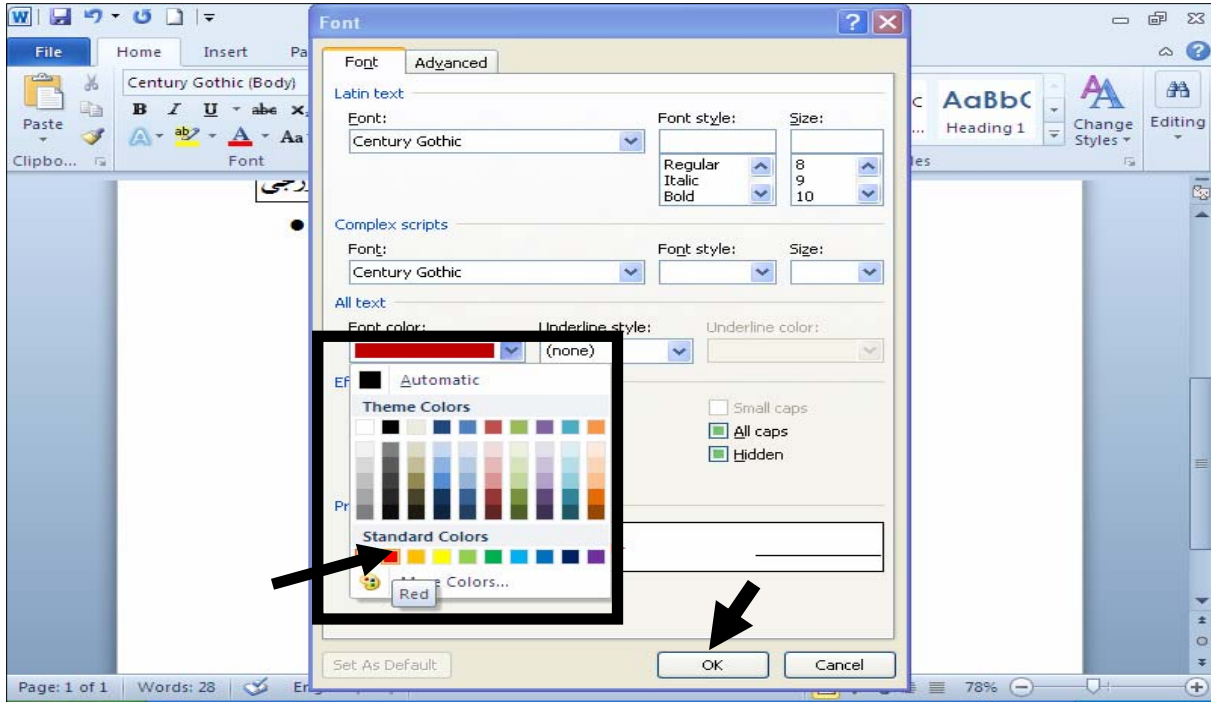 Font
File Home Insert Pa
Century Gothic (Body)
B I U abe x
Aa
Paste
Clipbo...
Font
AaBbC
Heading 1
Change Styles
Editing
Font Advanced
Latin text
Font: Font style: Size:
Century Gothic
Regular 8
Italic 9
Bold 10
Complex scripts
Font: Font style: Size:
Century Gothic
All text
Font color: Underline style: Underline color:
(none)
Automatic
Theme Colors
Small caps
All caps
Hidden
Standard Colors
Colors...
Red
Set As Default OK Cancel
Page: 1 of 1 Words: 28 78%